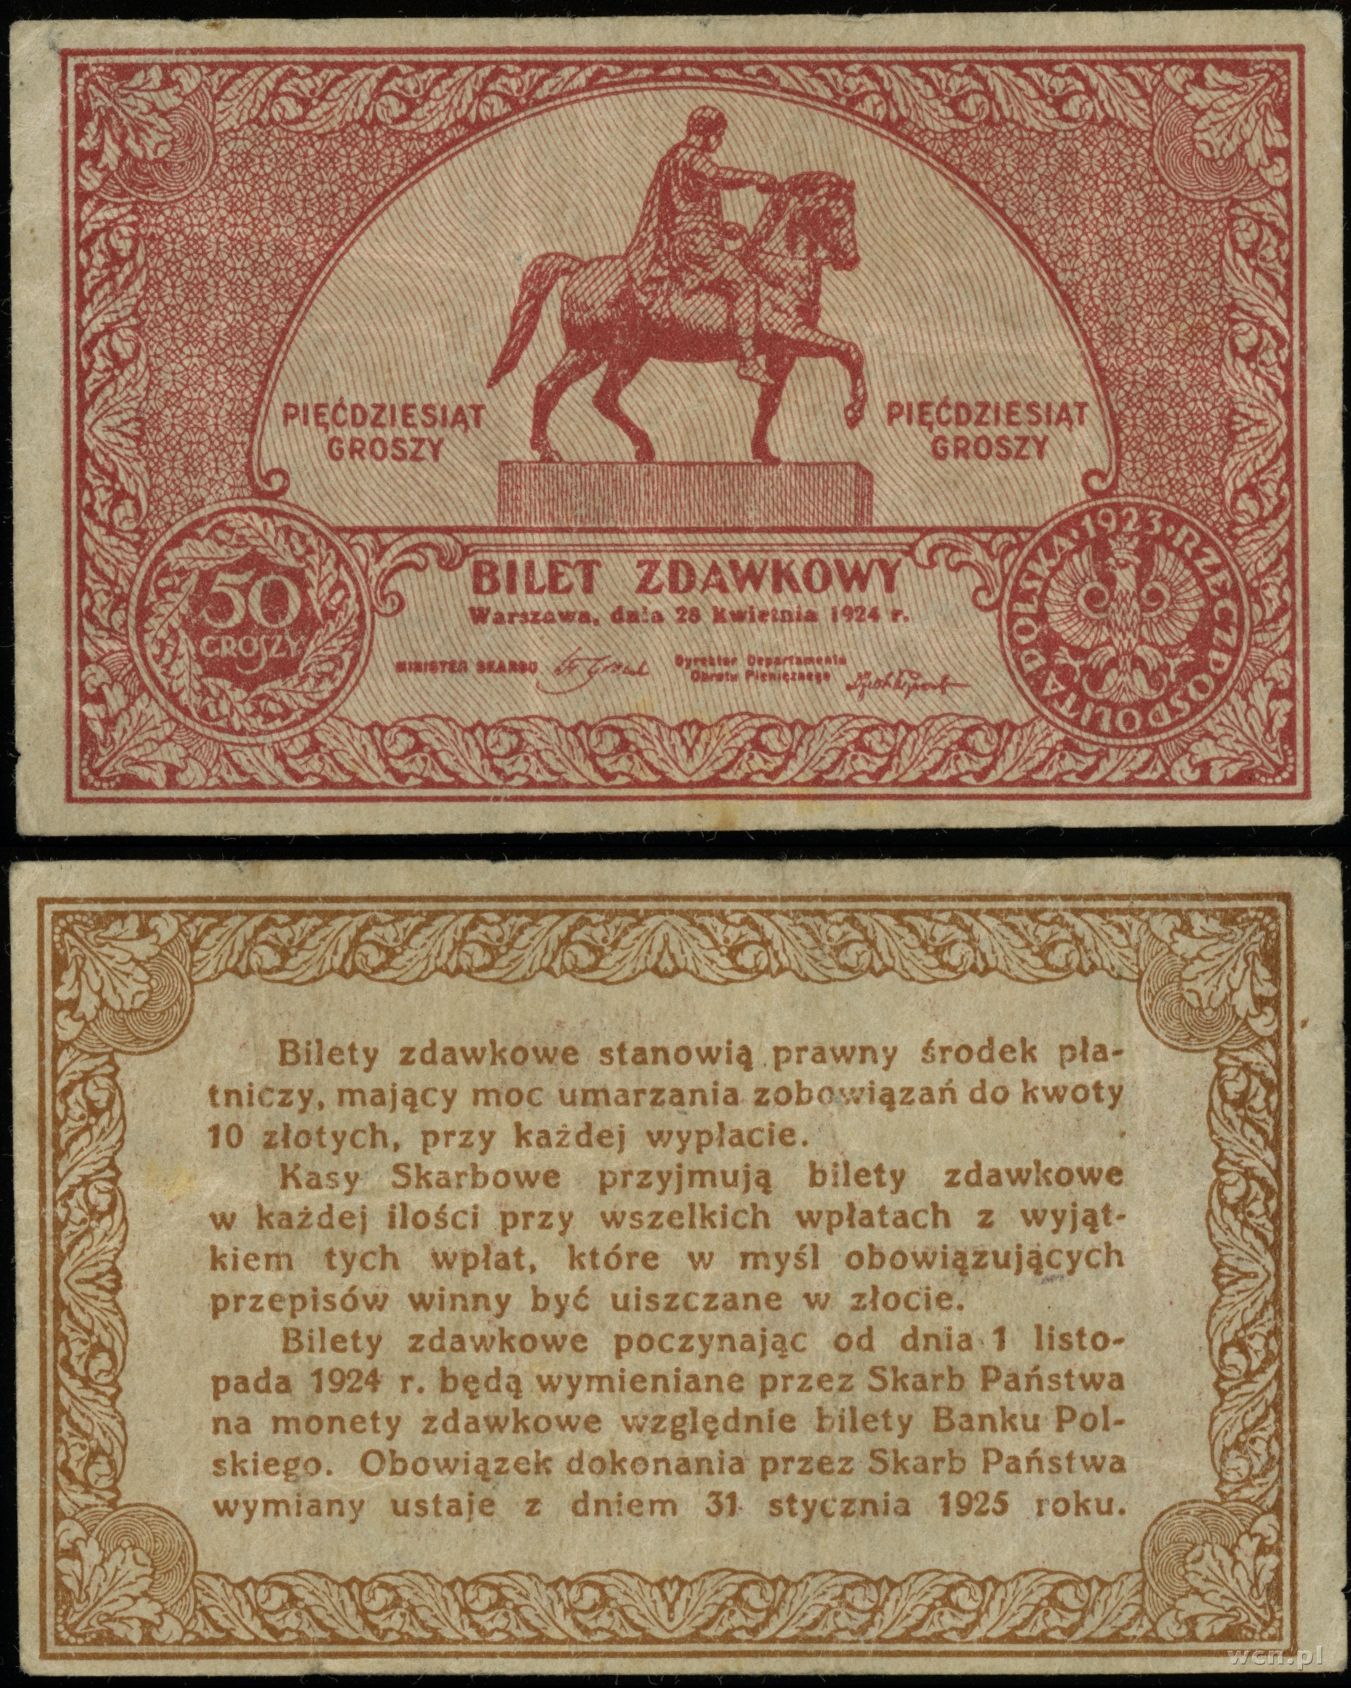 PIĘĆDZIESIĄT
GROSZY
PIĘĆDZIESIĄT
GROSZY
50
GROSZY
BILET ZDAWKOWY
Warszawa, dnia 28 Kwietnia 1924 r.
MINISTER SKARBU
Dyrektor Departamentu
Obrotu Pieniężnego
1923 · RZECZPOSPOLITA POLSKA ·
Bilety zdawkowe stanowią prawny środek pła-
tniczy, mający moc umarzania zobowiązań do kwoty
10 złotych, przy każdej wypłacie.
Kasy Skarbowe przyjmują bilety zdawkowe
w każdej ilości przy wszelkich wpłatach z wyjąt-
kiem tych wpłat, które w myśl obowiązujących
przepisów winny być uiszczane w złocie.
Bilety zdawkowe poczynając od dnia 1 listo-
pada 1924 r. będą wymieniane przez Skarb Państwa
na monety zdawkowe względnie bilety Banku Pol-
skiego. Obowiązek dokonania przez Skarb Państwa
wymiany ustaje z dniem 31 stycznia 1925 roku.
wcn.pl